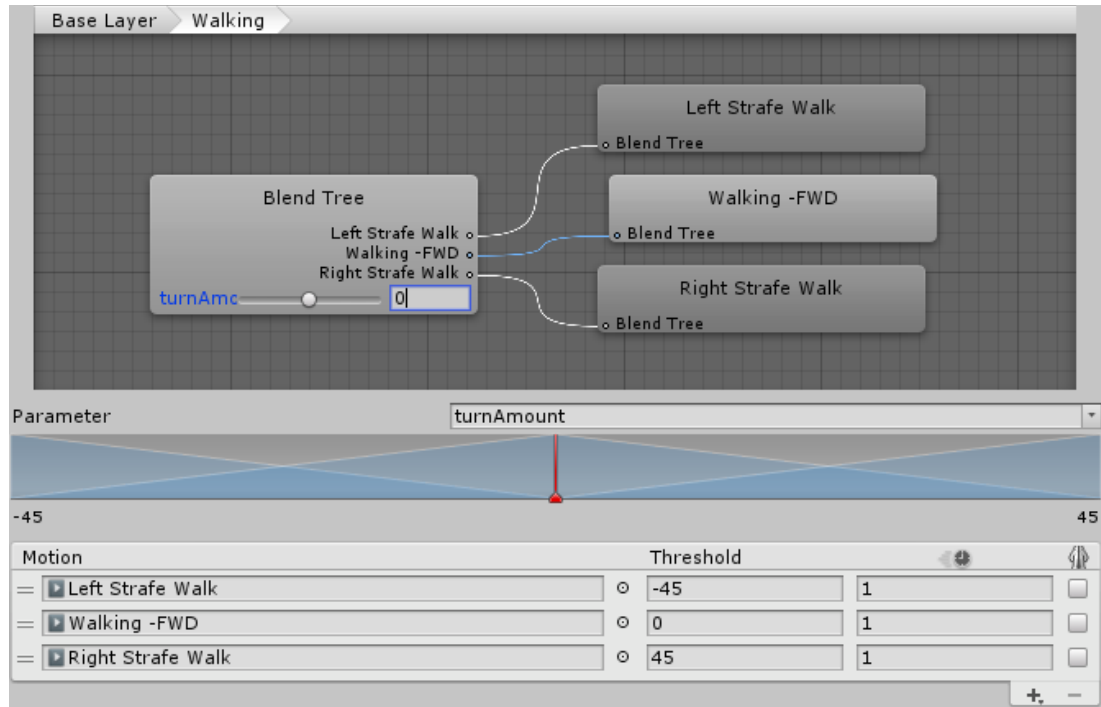 Base Layer Walking
Left Strafe Walk
Blend Tree
Blend Tree
Left Strafe Walk
Walking -FWD
Right Strafe Walk
turnAmc 0
Walking -FWD
Blend Tree
Right Strafe Walk
Blend Tree
Parameter turnAmount
-45 45
Motion Threshold
Left Strafe Walk -45 1
Walking -FWD 0 1
Right Strafe Walk 45 1